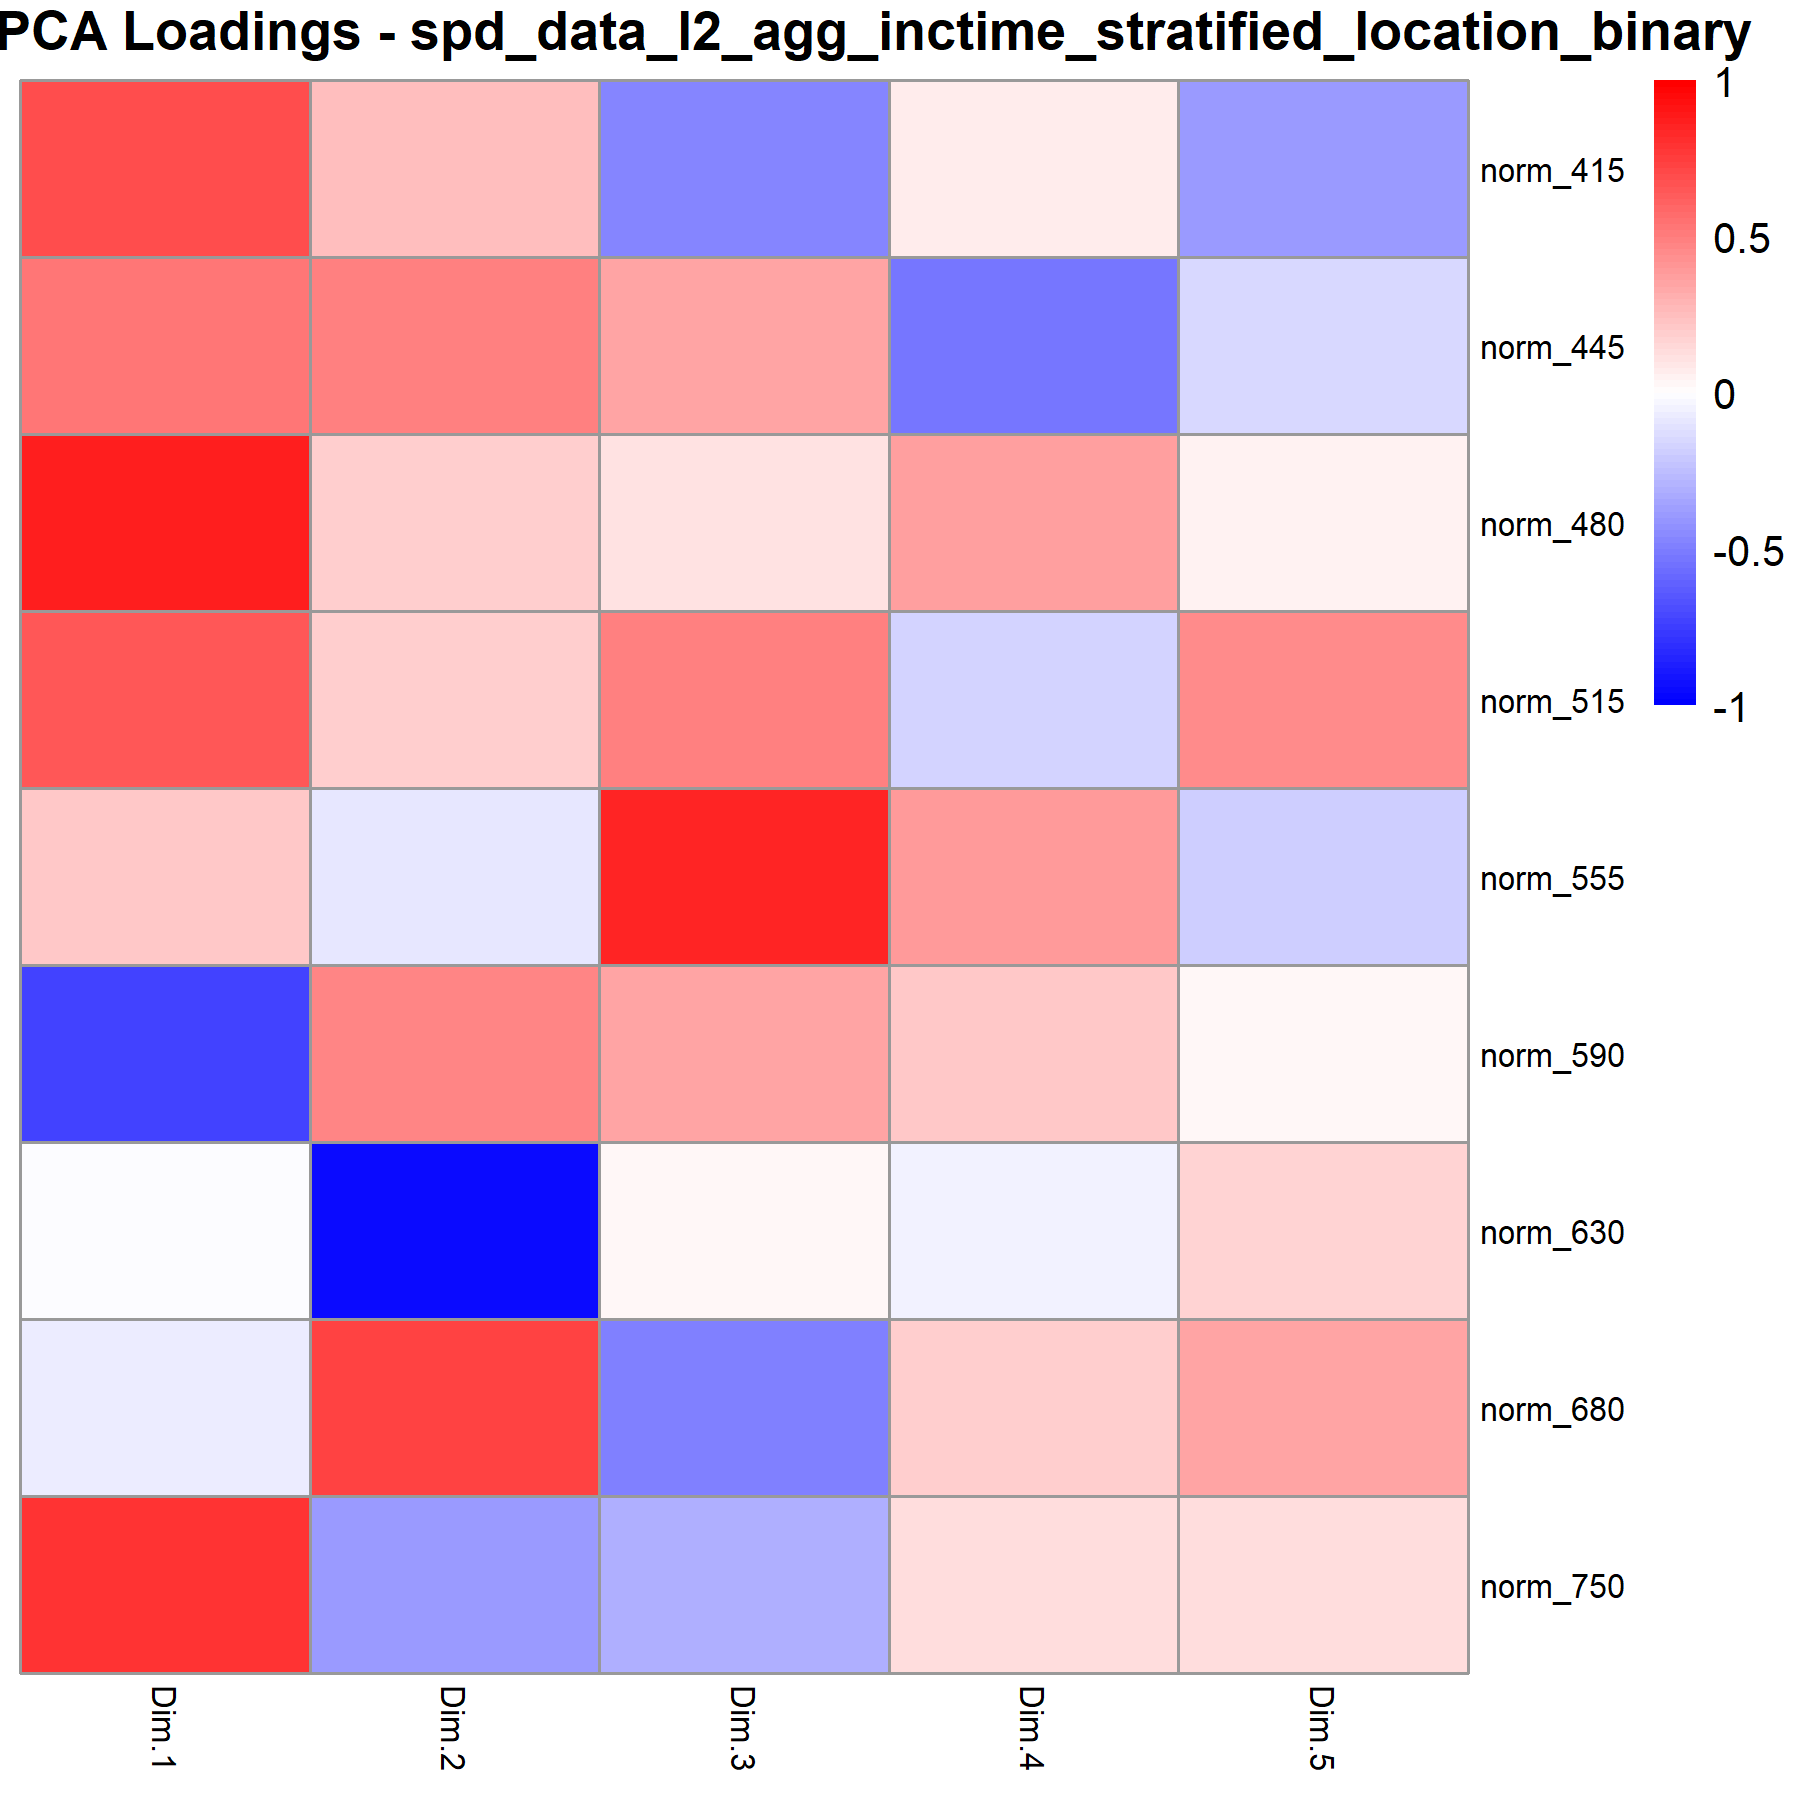 PCA Loadings - spd_data_l2_agg_inctime_stratified_location_binary
1
0.5
0
-0.5
-1
norm_415
norm_445
norm_480
norm_515
norm_555
norm_590
norm_630
norm_680
norm_750
Dim.1
Dim.2
Dim.3
Dim.4
Dim.5